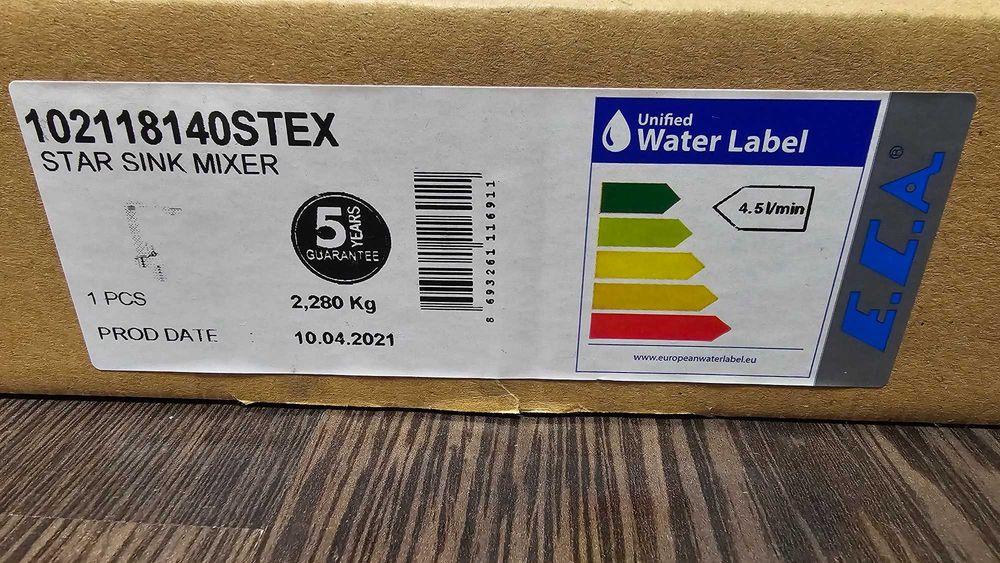 102118140STEX
STAR SINK MIXER
5
YEARS
GUARANTEE
1 PCS
2,280 Kg
PROD DATE
10.04.2021
8 693261 116911
Unified
Water Label
4.5 l/min
www.europeanwaterlabel.eu
E.C.A®